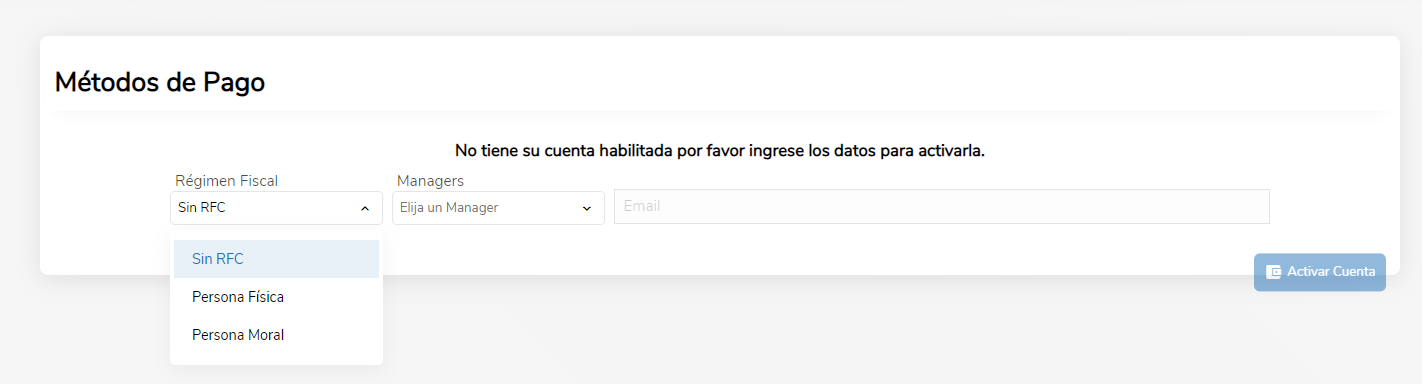 Métodos de Pago
No tiene su cuenta habilitada por favor ingrese los datos para activarla.
Régimen Fiscal
Managers
Sin RFC
Elija un Manager
Email
Sin RFC
Persona Física
Persona Moral
Activar Cuenta